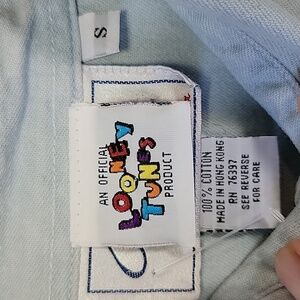 S
AN OFFICIAL
LOONEY
TUNES
PRODUCT
100% COTTON
MADE IN HONG KONG
RN 76397
SEE REVERSE
FOR CARE